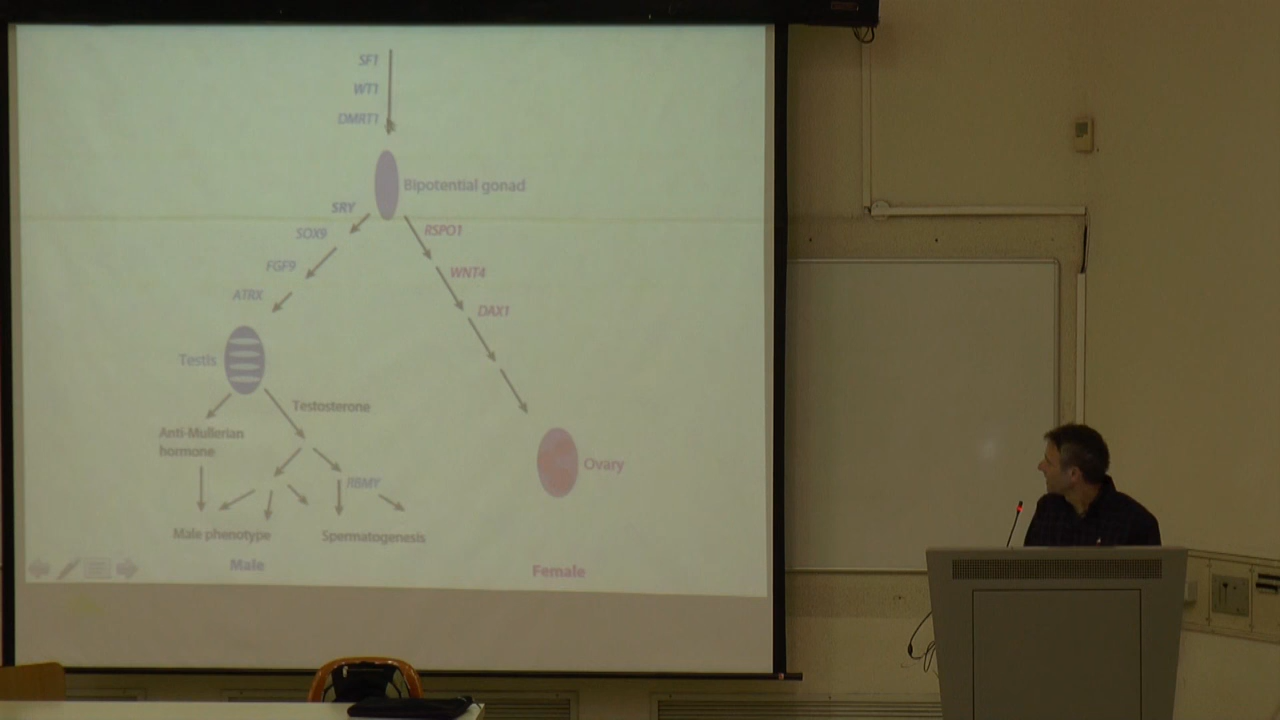 SF1
WT1
DMRT1
Bipotential gonad
SRY
RSPO1
SOX9
FGF9
WNT4
ATRX
DAX1
Testis
Testosterone
Anti-Mullerian
hormone
Ovary
RBMY
Male phenotype
Spermatogenesis
Male
Female